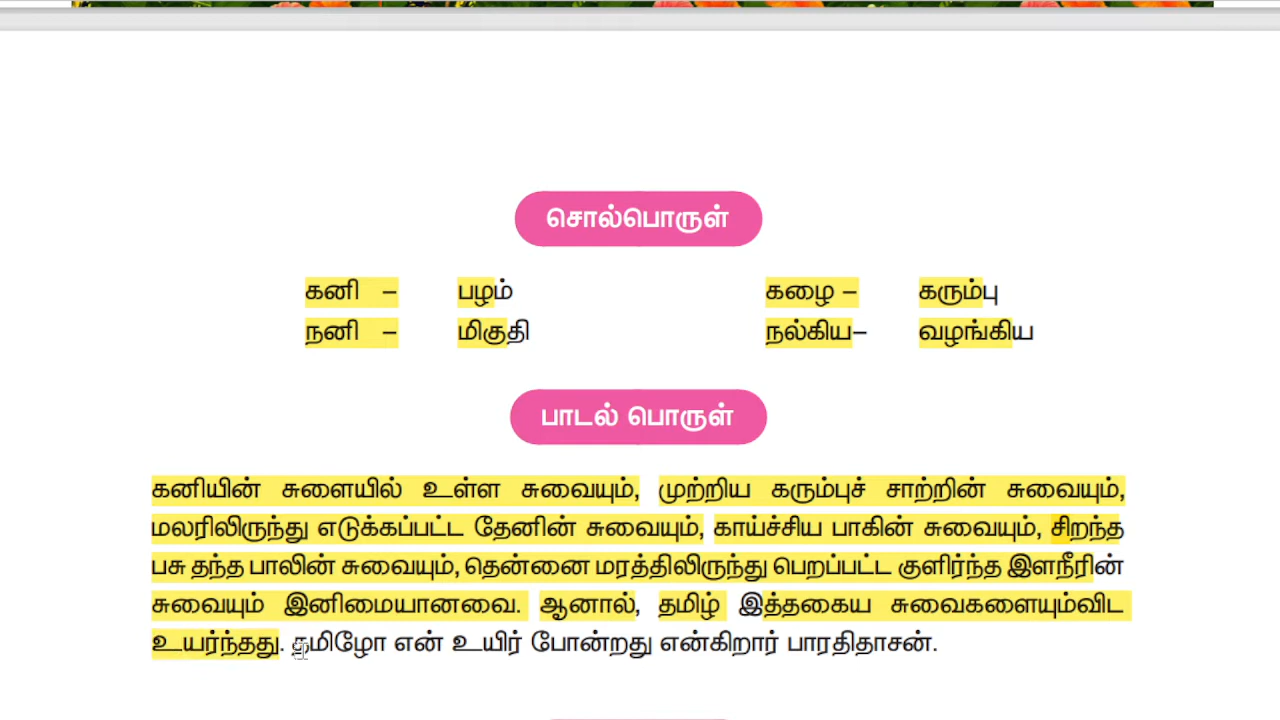 சொல்பொருள்
கனி – பழம் கழை – கரும்பு
நனி – மிகுதி நல்கிய– வழங்கிய
பாடல் பொருள்
கனியின் சுளையில் உள்ள சுவையும், முற்றிய கரும்புச் சாற்றின் சுவையும்,
மலரிலிருந்து எடுக்கப்பட்ட தேனின் சுவையும், காய்ச்சிய பாகின் சுவையும், சிறந்த
பசு தந்த பாலின் சுவையும், தென்னை மரத்திலிருந்து பெறப்பட்ட குளிர்ந்த இளநீரின்
சுவையும் இனிமையானவை. ஆனால், தமிழ் இத்தகைய சுவைகளையும்விட
உயர்ந்தது. தமிழோ என் உயிர் போன்றது என்கிறார் பாரதிதாசன்.